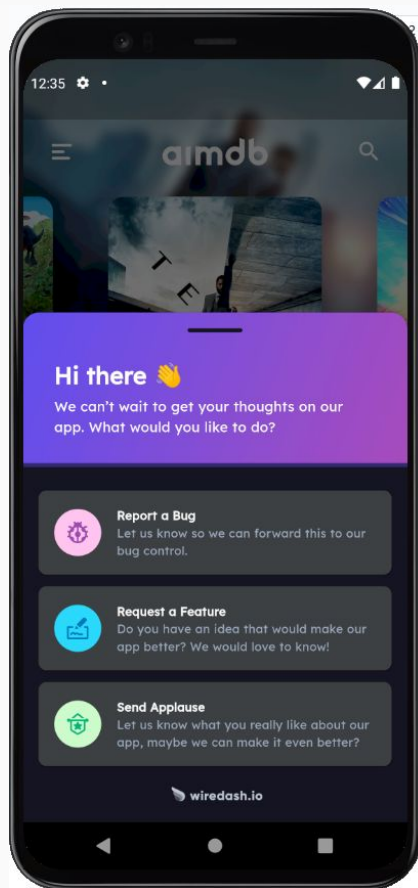 2
12:35
aimdb
T
E
Hi there 👋
We can't wait to get your thoughts on our
app. What would you like to do?
Report a Bug
Let us know so we can forward this to our
bug control.
Request a Feature
Do you have an idea that would make our
app better? We would love to know!
Send Applause
Let us know what you really like about our
app, maybe we can make it even better?
wiredash.io